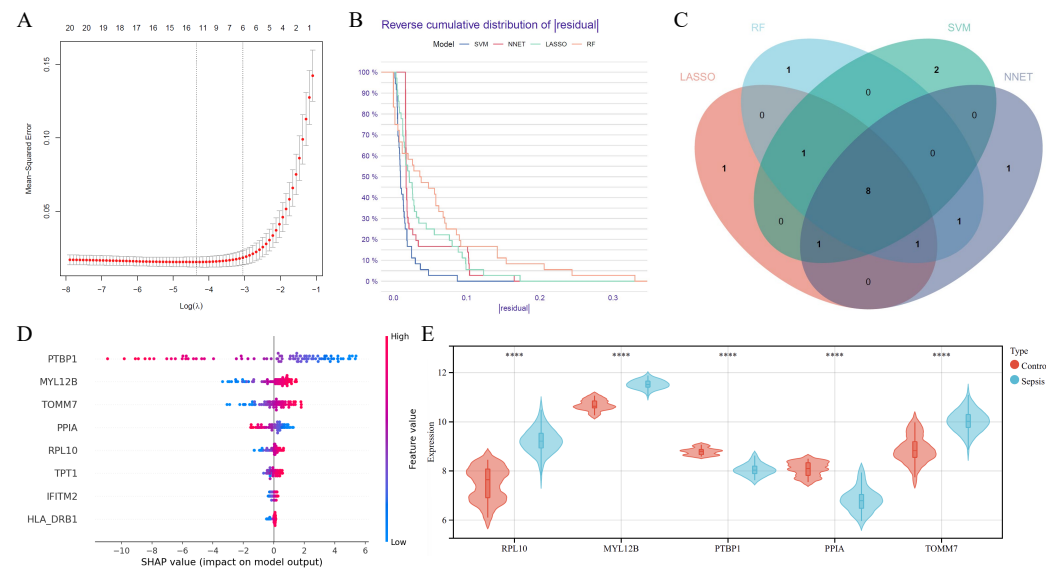 A
20 20 19 18 16 11 16 11 9 7 6 6 5 4 4 2 1
Mean−Squared Error
0.15
0.10
0.05
−8 −7 −6 −5 −4 −3 −2 −1
Log(λ)
B
Reverse cumulative distribution of |residual|
Model SVM NNET LASSO RF
100 %
90 %
80 %
70 %
60 %
50 %
40 %
30 %
20 %
10 %
0 %
0.0 0.1 0.2 0.3
|residual|
C
RF SVM
LASSO NNET
1 2
0
0 0
1 1 0 1
8
0 1
1 1
0
D
High
PTBP1
MYL12B
TOMM7
PPIA
RPL10
TPT1
IFITM2
HLA_DRB1
Feature value
Low
−10 −8 −6 −4 −2 0 2 4 6
SHAP value (impact on model output)
E
**** **** **** **** ****
Type
Contro
Sepsis
Expression
12
10
8
6
RPL10 MYL12B PTBP1 PPIA TOMM7